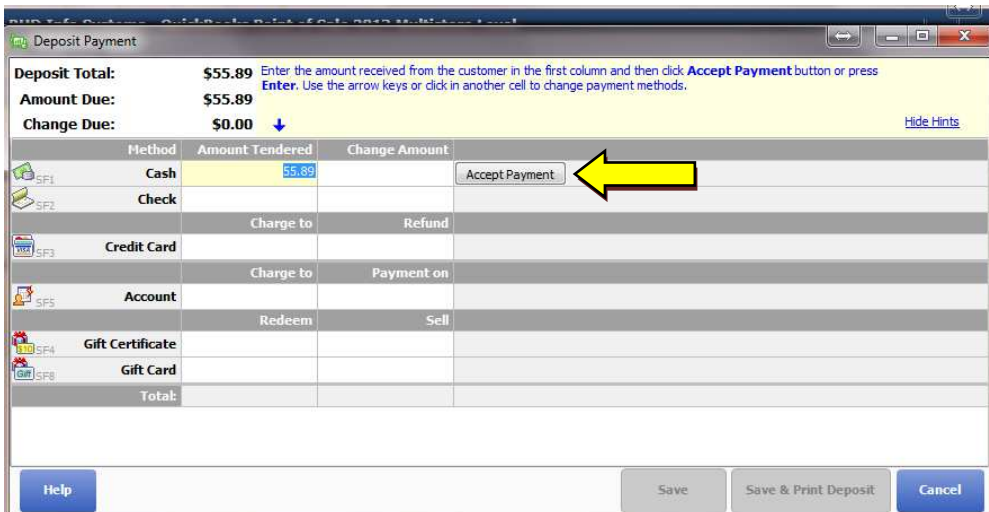 Deposit Payment
Deposit Total: $55.89 Enter the amount received from the customer in the first column and then click Accept Payment button or press
Amount Due: $55.89 Enter. Use the arrow keys or click in another cell to change payment methods.
Change Due: $0.00 Hide Hints
Method Amount Tendered Change Amount
SF1 Cash 55.89 Accept Payment
SF2 Check
Charge to Refund
VISA SF3 Credit Card
Charge to Payment on
SF5 Account
Redeem Sell
$10 SF4 Gift Certificate
Gift SF8 Gift Card
Total:
Help Save Save & Print Deposit Cancel